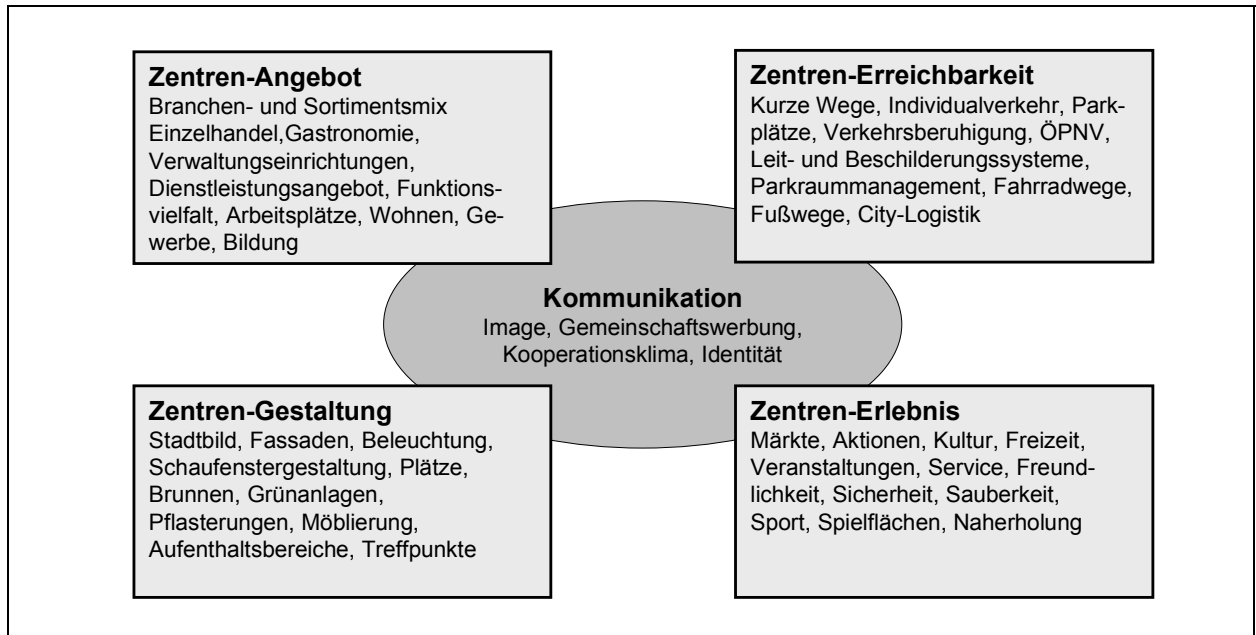 Zentren-Angebot
Branchen- und Sortimentsmix
Einzelhandel,Gastronomie,
Verwaltungseinrichtungen,
Dienstleistungsangebot, Funktions-
vielfalt, Arbeitsplätze, Wohnen, Ge-
werbe, Bildung
Zentren-Erreichbarkeit
Kurze Wege, Individualverkehr, Park-
plätze, Verkehrsberuhigung, ÖPNV,
Leit- und Beschilderungssysteme,
Parkraummanagement, Fahrradwege,
Fußwege, City-Logistik
Kommunikation
Image, Gemeinschaftswerbung,
Kooperationsklima, Identität
Zentren-Gestaltung
Stadtbild, Fassaden, Beleuchtung,
Schaufenstergestaltung, Plätze,
Brunnen, Grünanlagen,
Pflasterungen, Möblierung,
Aufenthaltsbereiche, Treffpunkte
Zentren-Erlebnis
Märkte, Aktionen, Kultur, Freizeit,
Veranstaltungen, Service, Freund-
lichkeit, Sicherheit, Sauberkeit,
Sport, Spielflächen, Naherholung